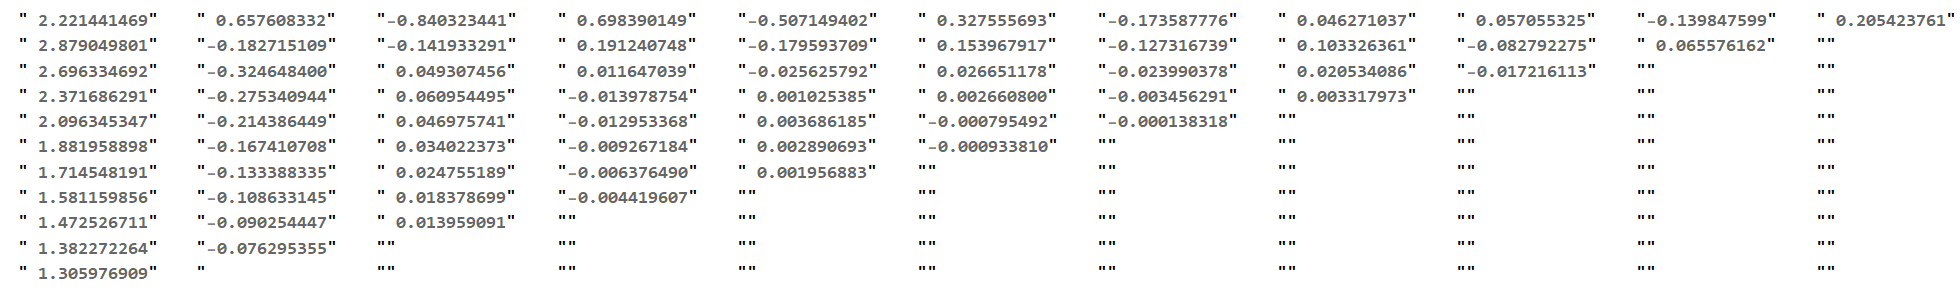 " 2.221441469" " 0.657608332" "-0.840323441" " 0.698390149" "-0.507149402" " 0.327555693" "-0.173587776" " 0.046271037" " 0.057055325" "-0.139847599" " 0.205423761"
" 2.879049801" "-0.182715109" "-0.141933291" " 0.191240748" "-0.179593709" " 0.153967917" "-0.127316739" " 0.103326361" "-0.082792275" " 0.065576162" ""
" 2.696334692" "-0.324648400" " 0.049307456" " 0.011647039" "-0.025625792" " 0.026651178" "-0.023990378" " 0.020534086" "-0.017216113" "" ""
" 2.371686291" "-0.275340944" " 0.060954495" "-0.013978754" " 0.001025385" " 0.002660800" "-0.003456291" " 0.003317973" "" "" ""
" 2.096345347" "-0.214386449" " 0.046975741" "-0.012953368" " 0.003686185" "-0.000795492" "-0.000138318" "" "" "" ""
" 1.881958898" "-0.167410708" " 0.034022373" "-0.009267184" " 0.002890693" "-0.000933810" "" "" "" "" ""
" 1.714548191" "-0.133388335" " 0.024755189" "-0.006376490" " 0.001956883" "" "" "" "" "" ""
" 1.581159856" "-0.108633145" " 0.018378699" "-0.004419607" "" "" "" "" "" "" ""
" 1.472526711" "-0.090254447" " 0.013959091" "" "" "" "" "" "" "" ""
" 1.382272264" "-0.076295355" "" "" "" "" "" "" "" "" ""
" 1.305976909" " "" "" "" "" "" "" "" "" ""